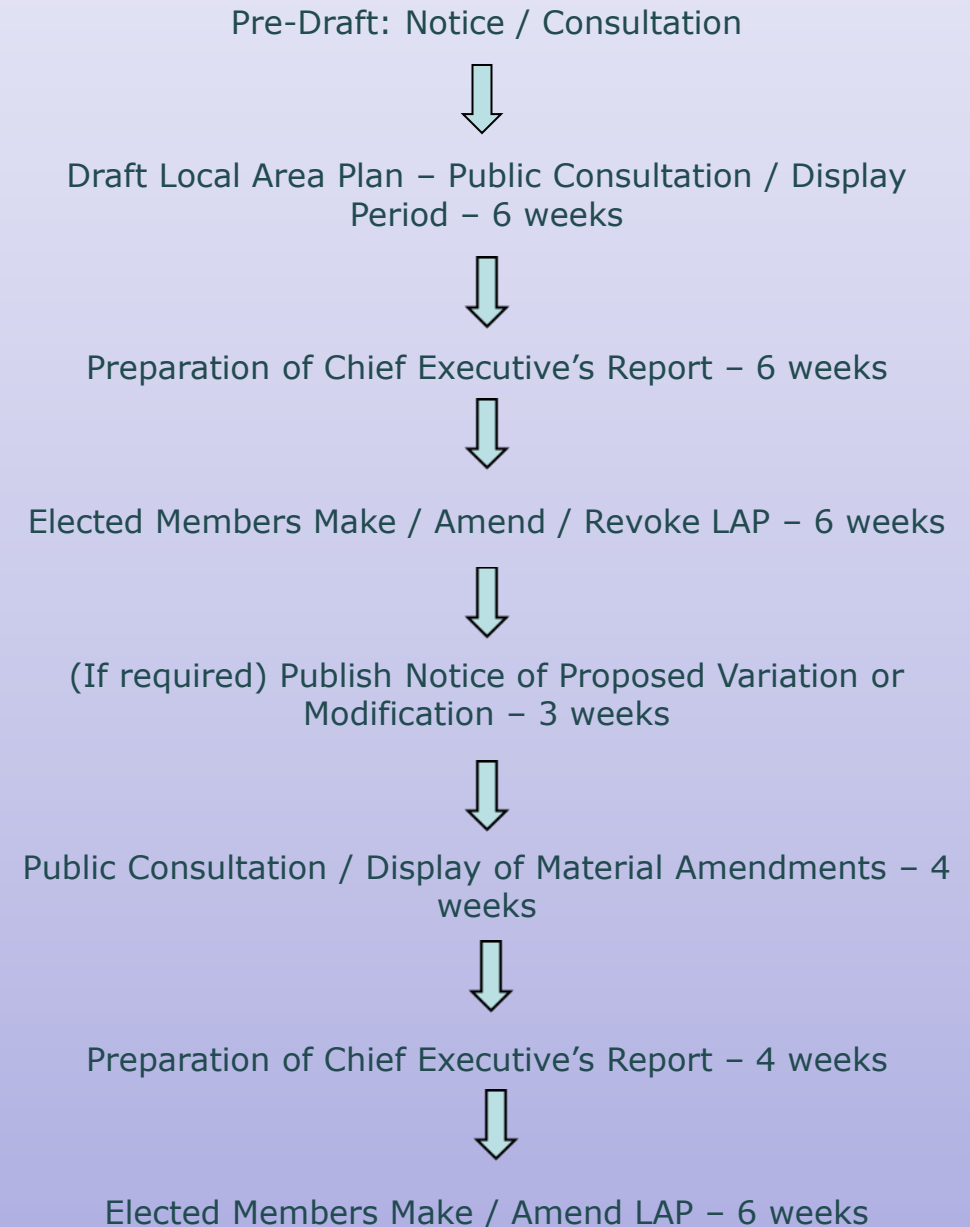 Pre-Draft: Notice / Consultation
Draft Local Area Plan – Public Consultation / Display
Period – 6 weeks
Preparation of Chief Executive’s Report – 6 weeks
Elected Members Make / Amend / Revoke LAP – 6 weeks
(If required) Publish Notice of Proposed Variation or
Modification – 3 weeks
Public Consultation / Display of Material Amendments – 4
weeks
Preparation of Chief Executive’s Report – 4 weeks
Elected Members Make / Amend LAP – 6 weeks